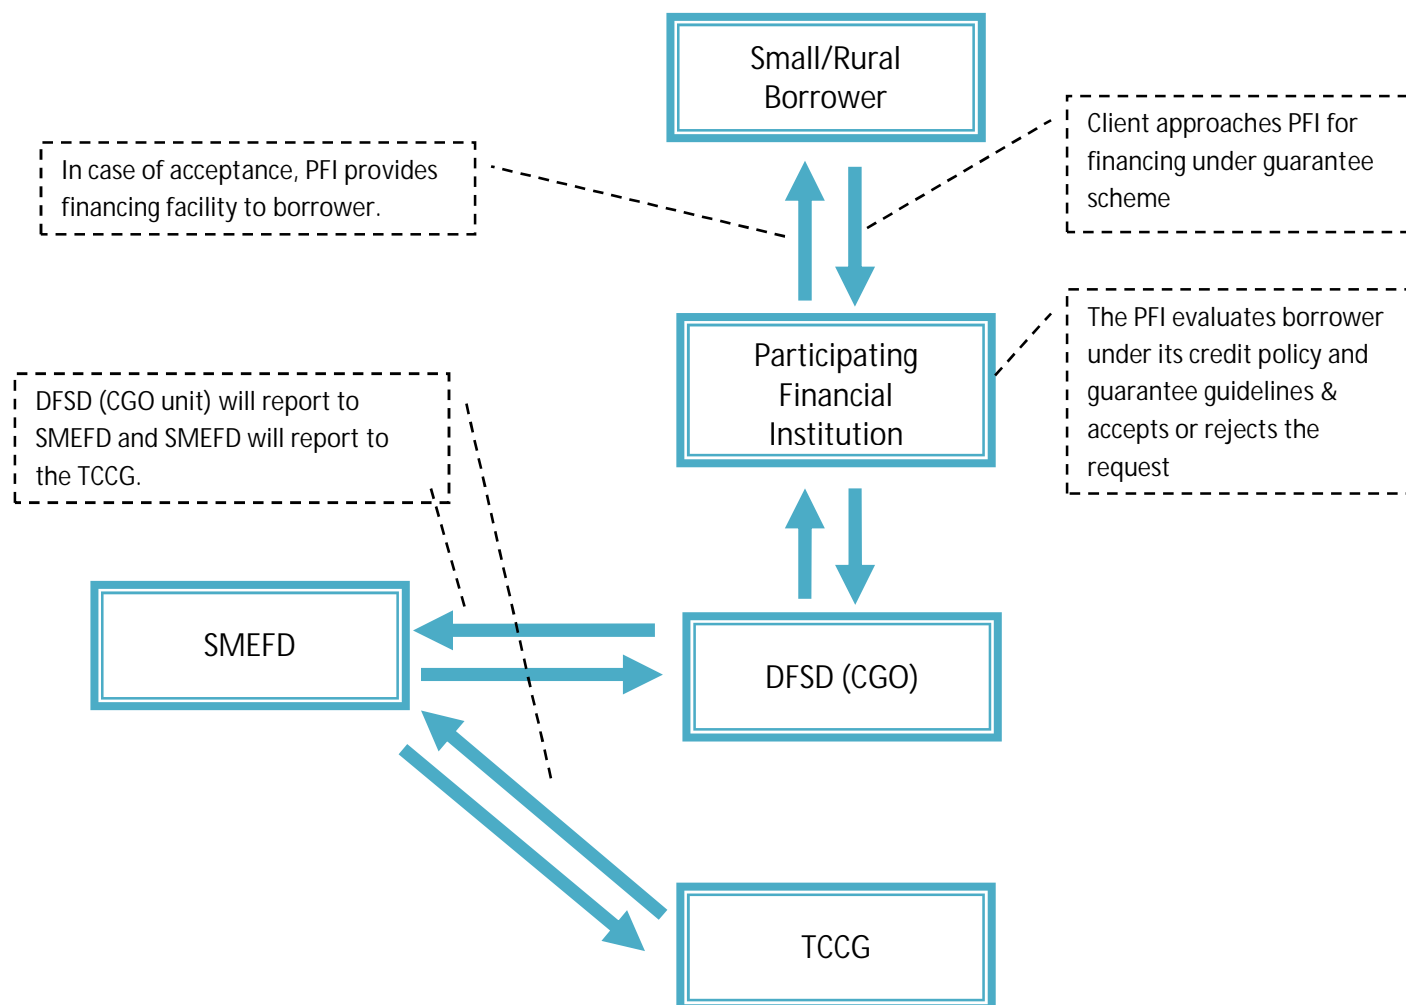 Small/Rural
Borrower
Client approaches PFI for
financing under guarantee
scheme
In case of acceptance, PFI provides
financing facility to borrower.
The PFI evaluates borrower
under its credit policy and
guarantee guidelines &
accepts or rejects the
request
Participating
Financial
Institution
DFSD (CGO unit) will report to
SMEFD and SMEFD will report to
the TCCG.
SMEFD
DFSD (CGO)
TCCG